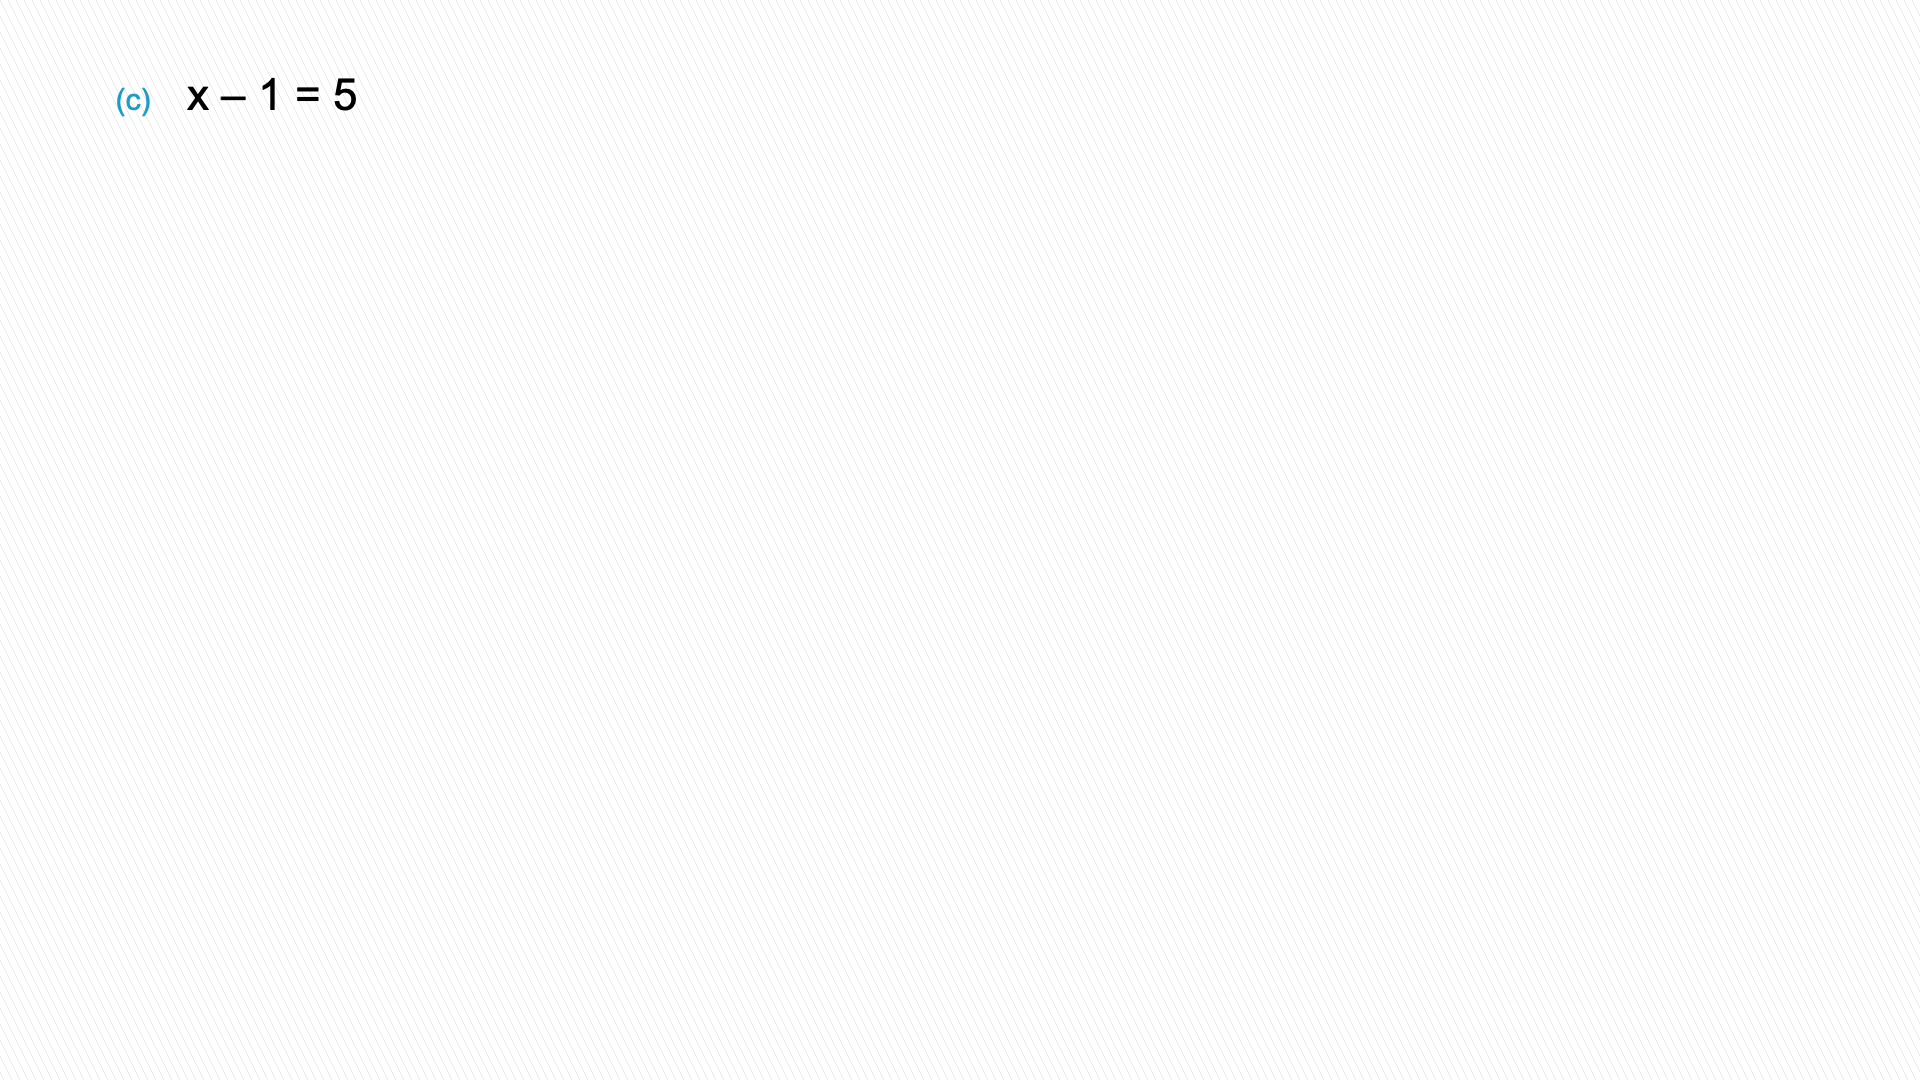 (c) x – 1 = 5